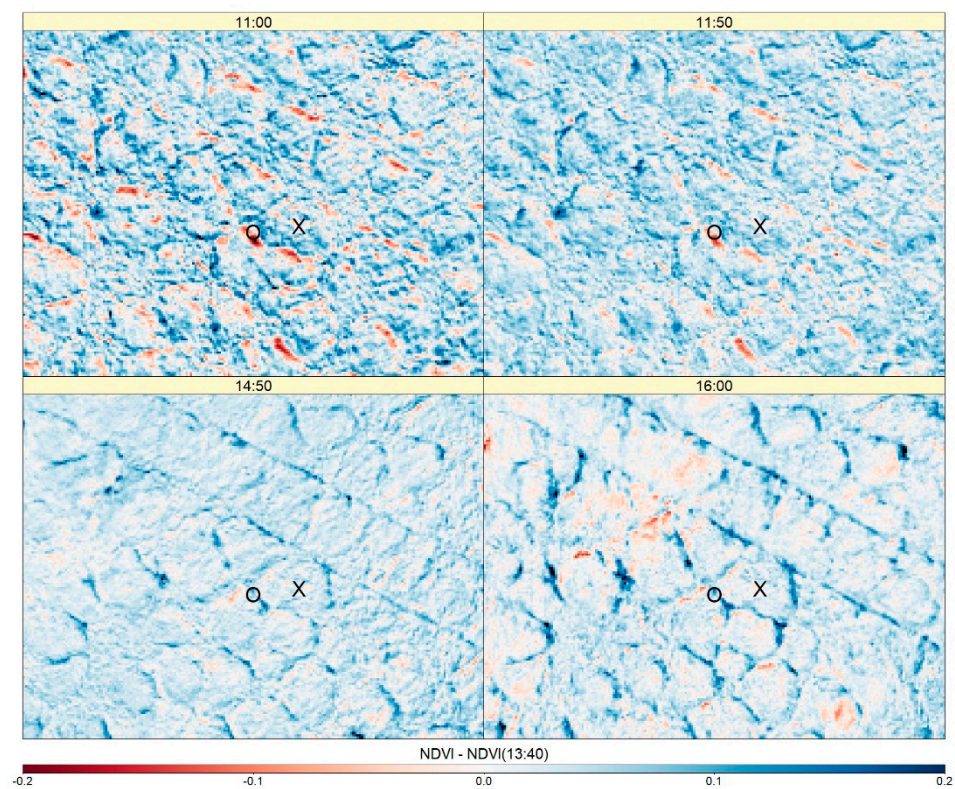 11:00 11:50
O X O X
14:50 16:00
O X O X
NDVI - NDVI(13:40)
-0.2 -0.1 0.0 0.1 0.2